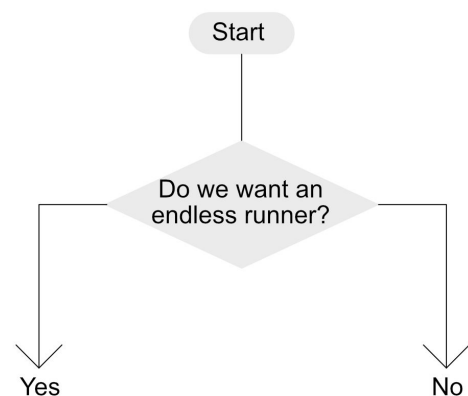 Start
Do we want an
endless runner?
Yes
No